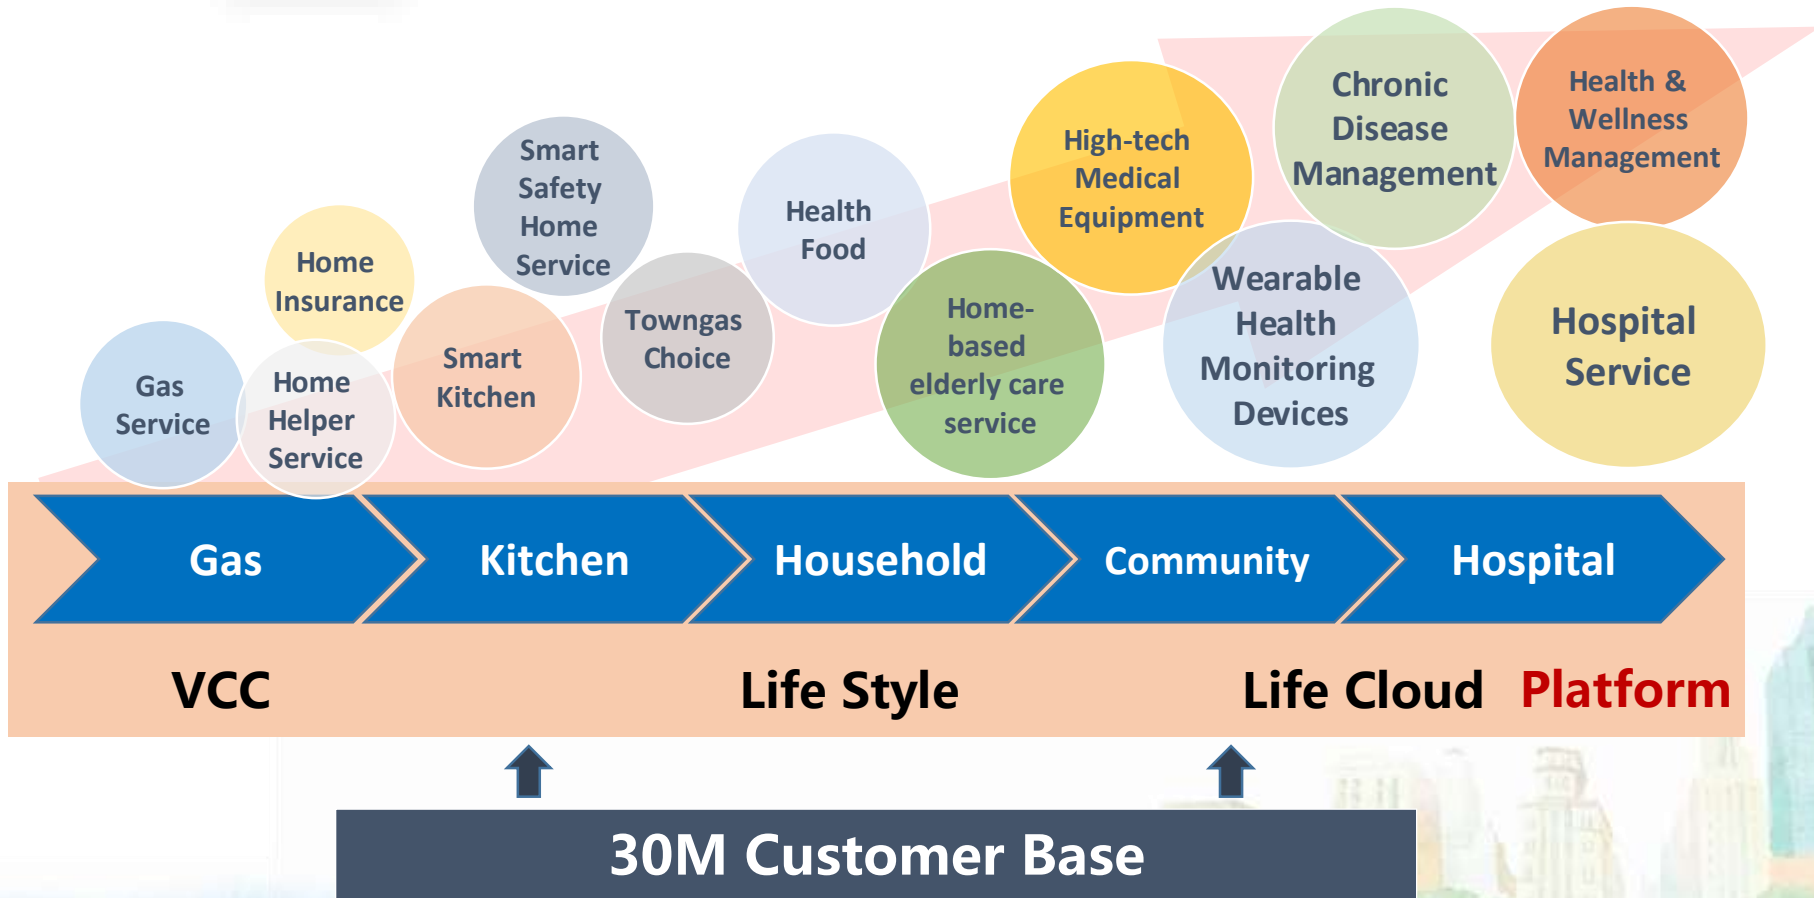 Gas
Service
Home
Insurance
Home
Helper
Service
Smart
Kitchen
Smart
Safety
Home
Service
Towngas
Choice
Health
Food
Home-
based
elderly care
service
High-tech
Medical
Equipment
Wearable
Health
Monitoring
Devices
Chronic
Disease
Management
Health &
Wellness
Management
Hospital
Service
Gas
Kitchen
Household
Community
Hospital
VCC
Life Style
Life Cloud Platform
30M Customer Base